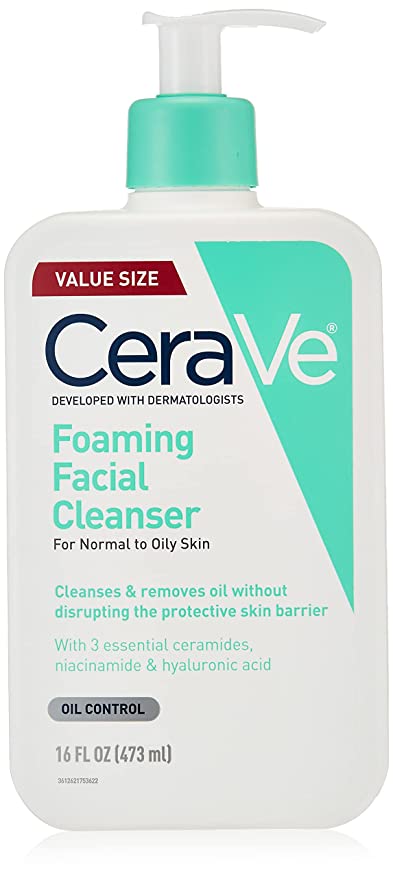 VALUE SIZE
CeraVe®
DEVELOPED WITH DERMATOLOGISTS
Foaming
Facial
Cleanser
For Normal to Oily Skin
Cleanses & removes oil without
disrupting the protective skin barrier
With 3 essential ceramides,
niacinamide & hyaluronic acid
OIL CONTROL
16 FL OZ (473 ml)
3612621753622